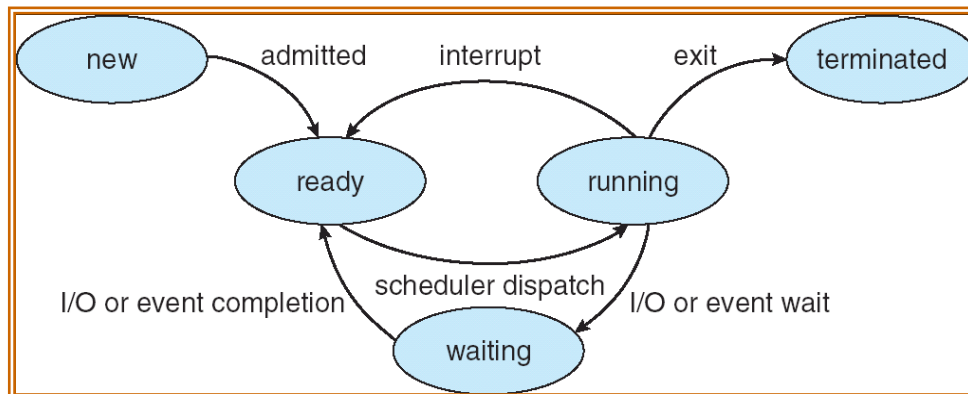 new
admitted
interrupt
exit
terminated
ready
running
scheduler dispatch
I/O or event completion
I/O or event wait
waiting